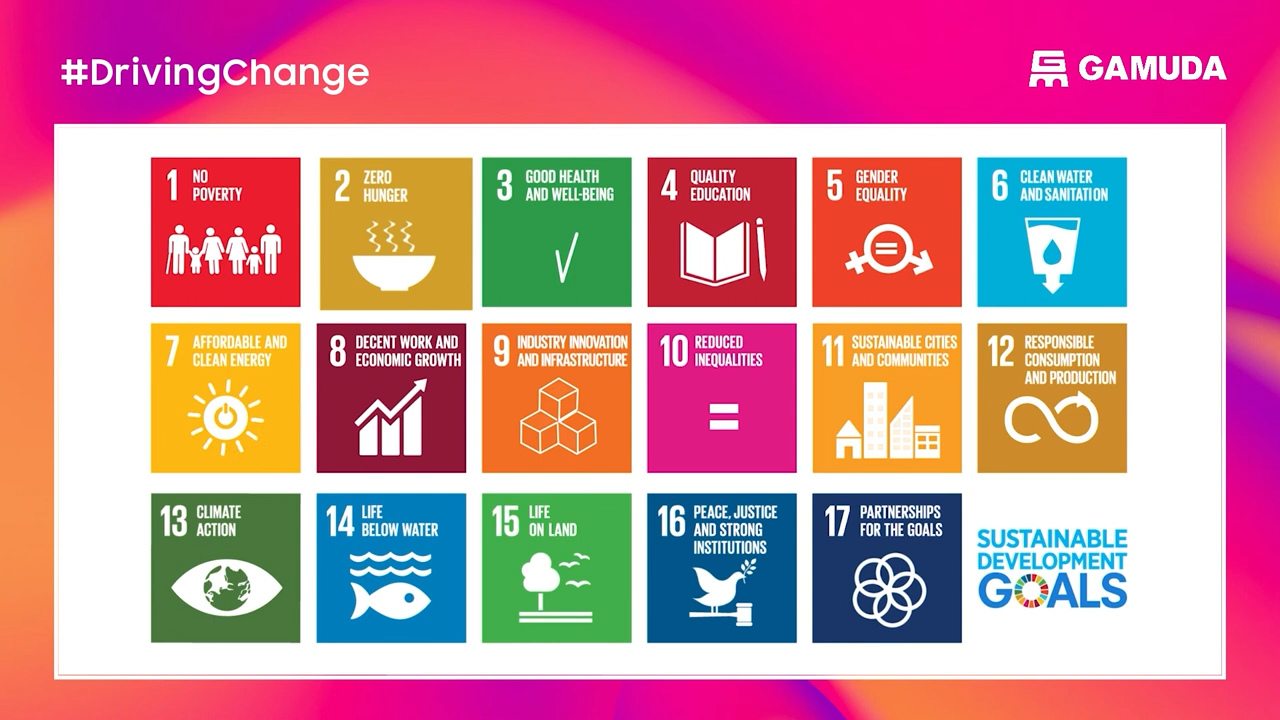 #DrivingChange
GAMUDA
1 NO
POVERTY
2 ZERO
HUNGER
3 GOOD HEALTH
AND WELL-BEING
4 QUALITY
EDUCATION
5 GENDER
EQUALITY
6 CLEAN WATER
AND SANITATION
7 AFFORDABLE AND
CLEAN ENERGY
8 DECENT WORK AND
ECONOMIC GROWTH
9 INDUSTRY INNOVATION
AND INFRASTRUCTURE
10 REDUCED
INEQUALITIES
11 SUSTAINABLE CITIES
AND COMMUNITIES
12 RESPONSIBLE
CONSUMPTION
AND PRODUCTION
13 CLIMATE
ACTION
14 LIFE
BELOW WATER
15 LIFE
ON LAND
16 PEACE, JUSTICE
AND STRONG
INSTITUTIONS
17 PARTNERSHIPS
FOR THE GOALS
SUSTAINABLE
DEVELOPMENT
GOALS